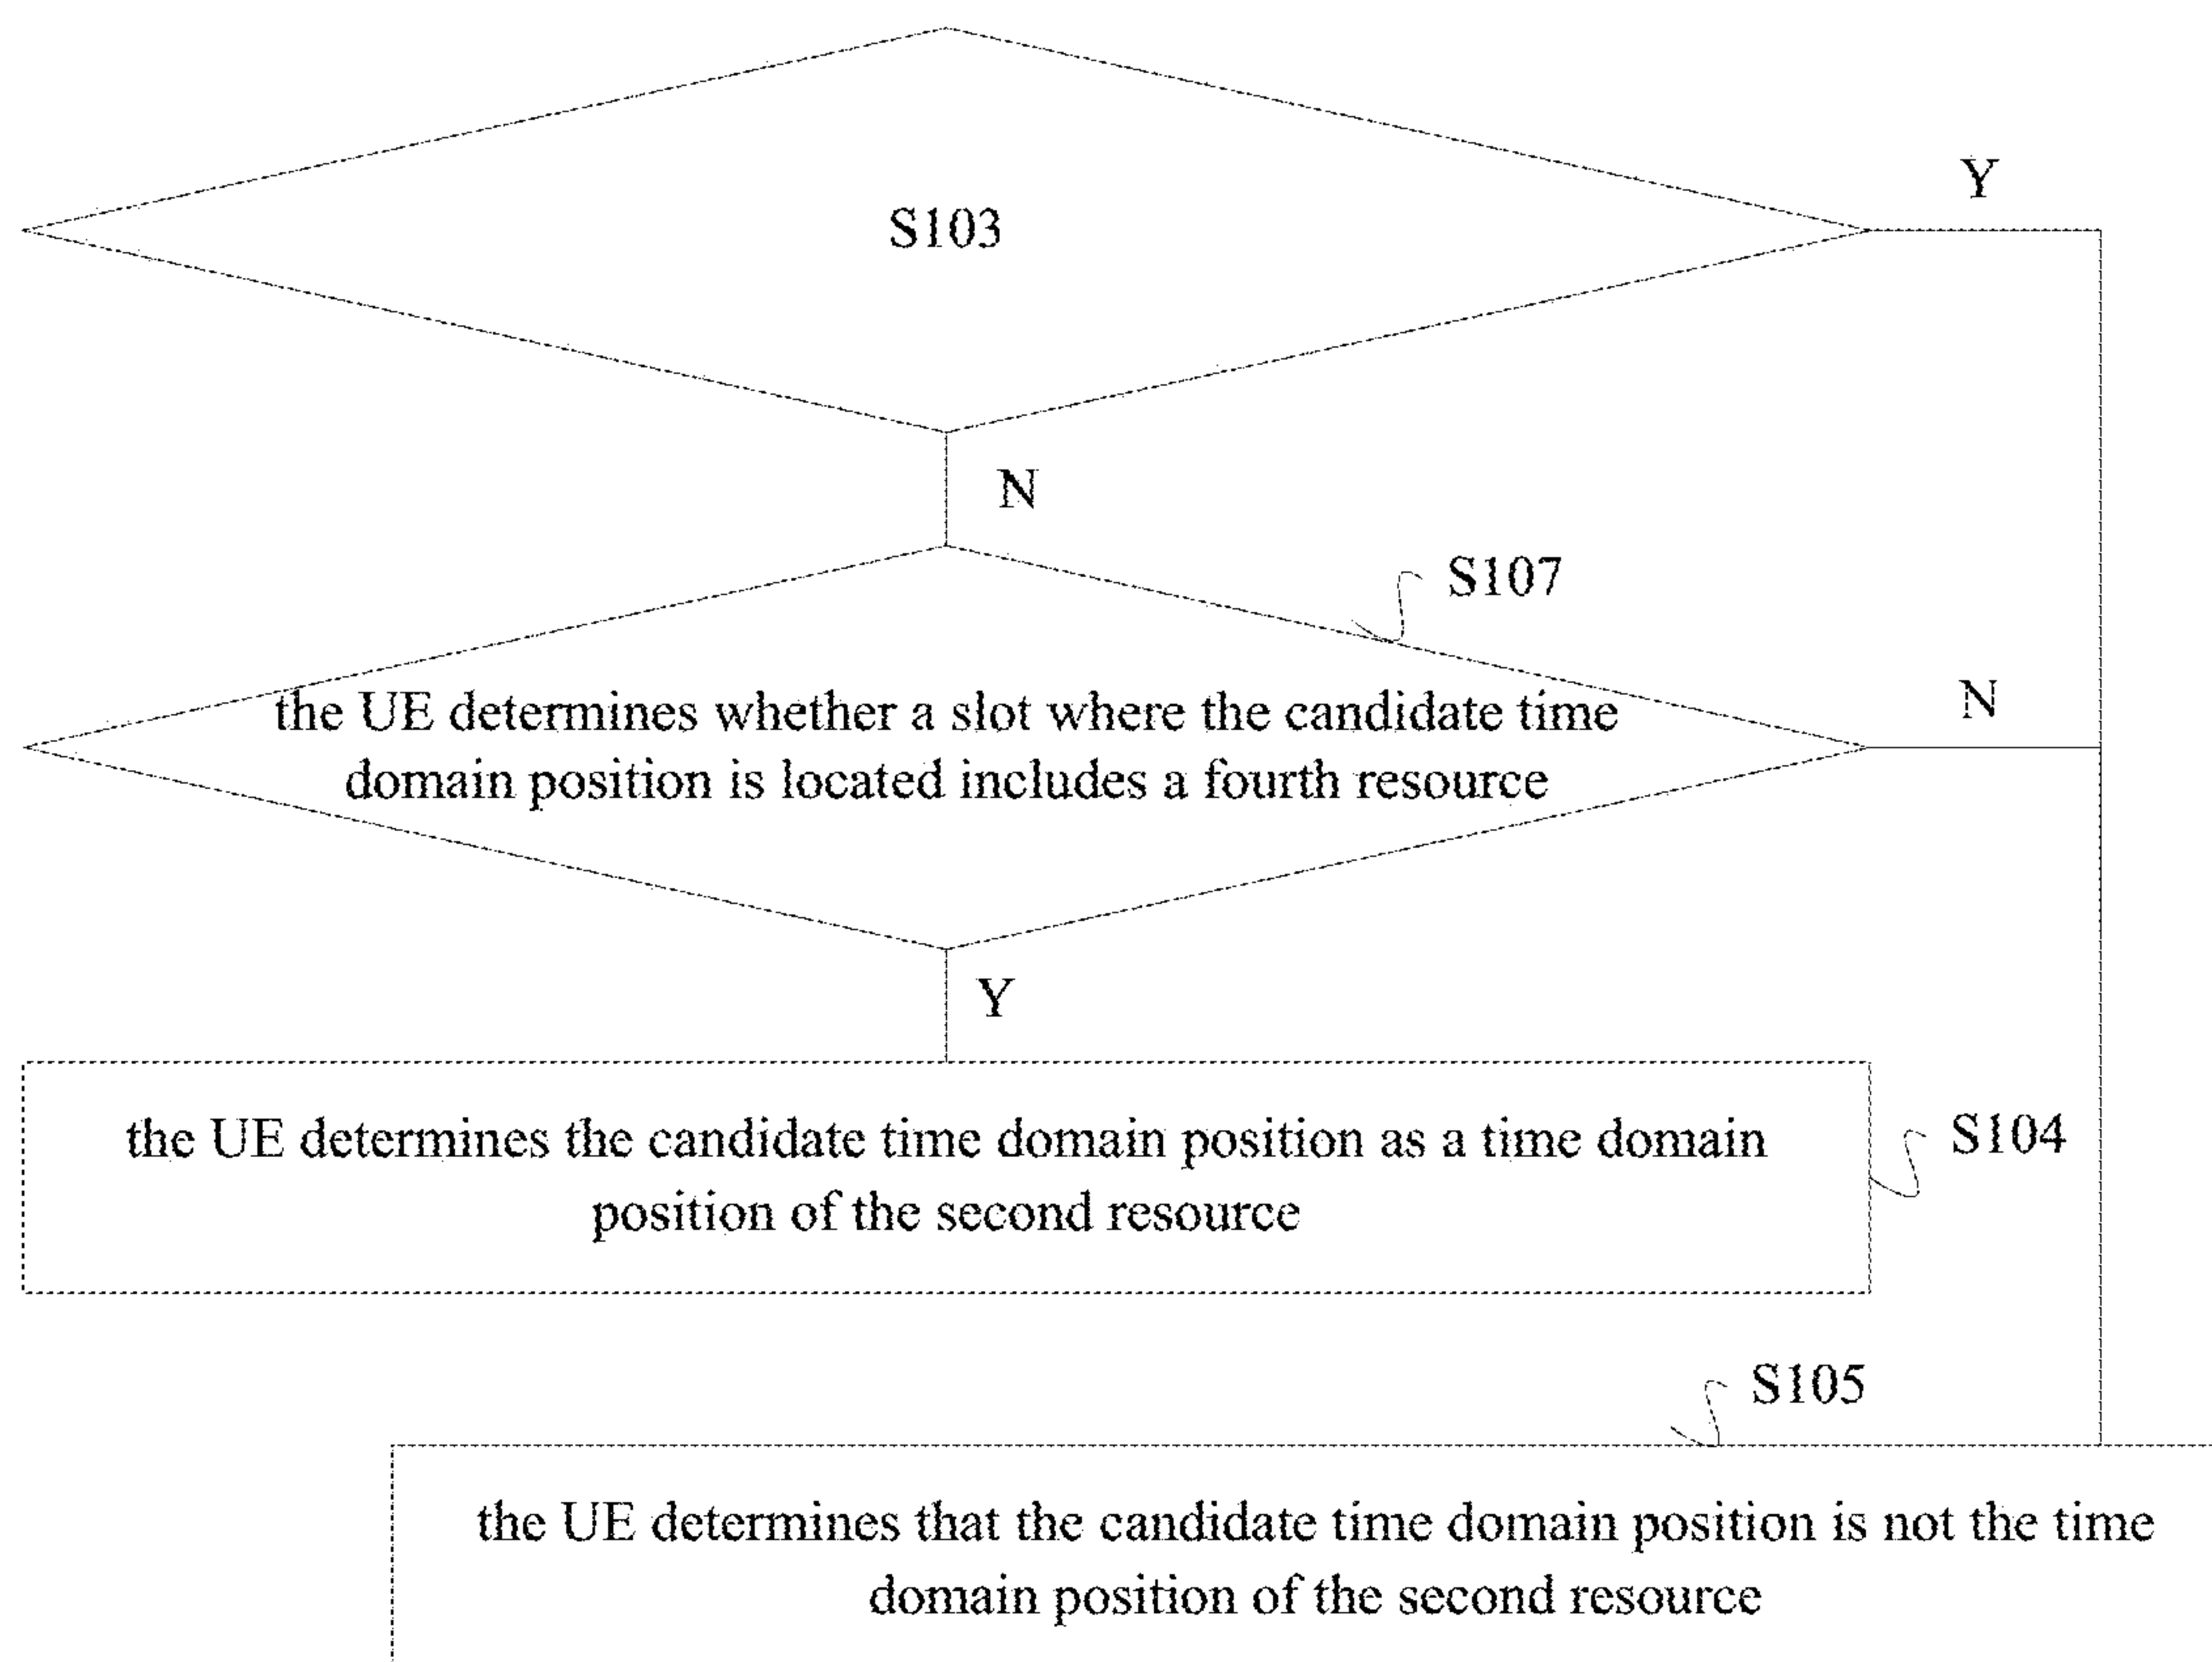 S103
Y
N
S107
the UE determines whether a slot where the candidate time
domain position is located includes a fourth resource
N
Y
the UE determines the candidate time domain position as a time domain
position of the second resource
S104
S105
the UE determines that the candidate time domain position is not the time
domain position of the second resource